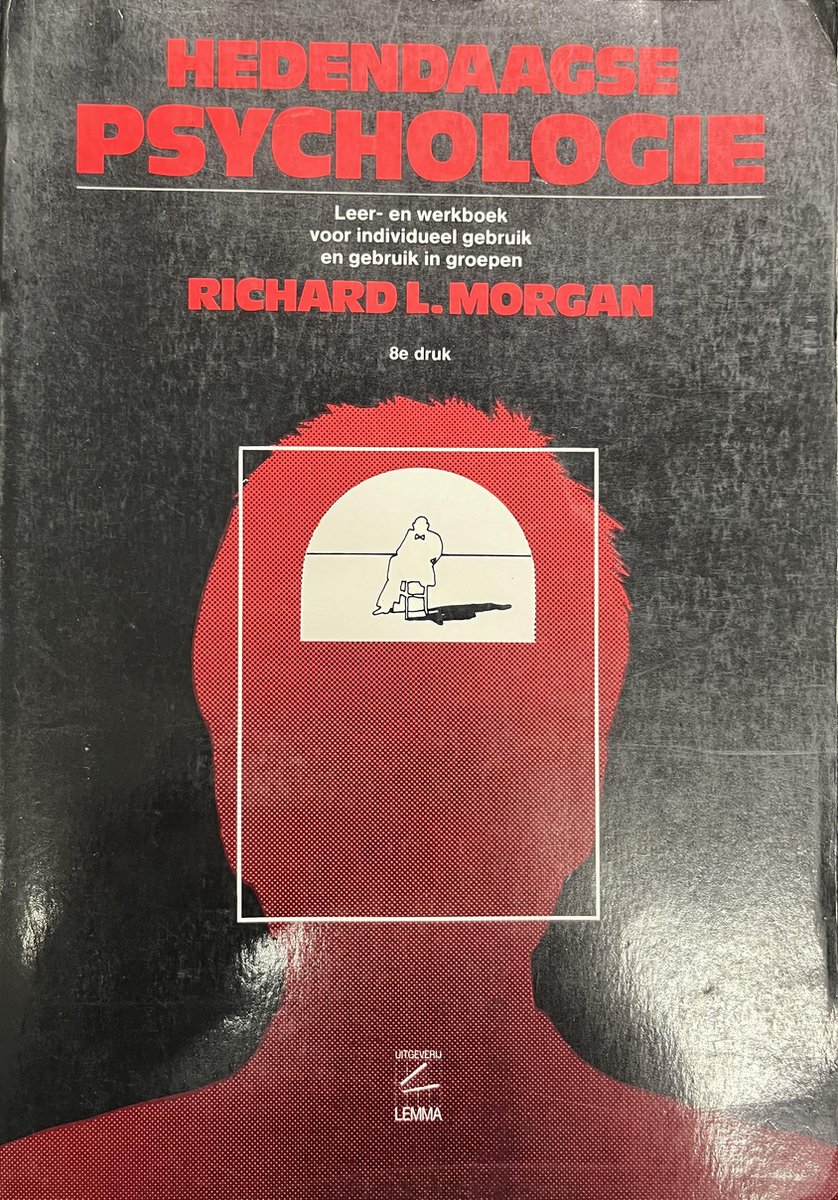 HEDENDAAGSE
PSYCHOLOGIE
Leer- en werkboek
voor individueel gebruik
en gebruik in groepen
RICHARD L. MORGAN
8e druk
UITGEVERIJ
LEMMA